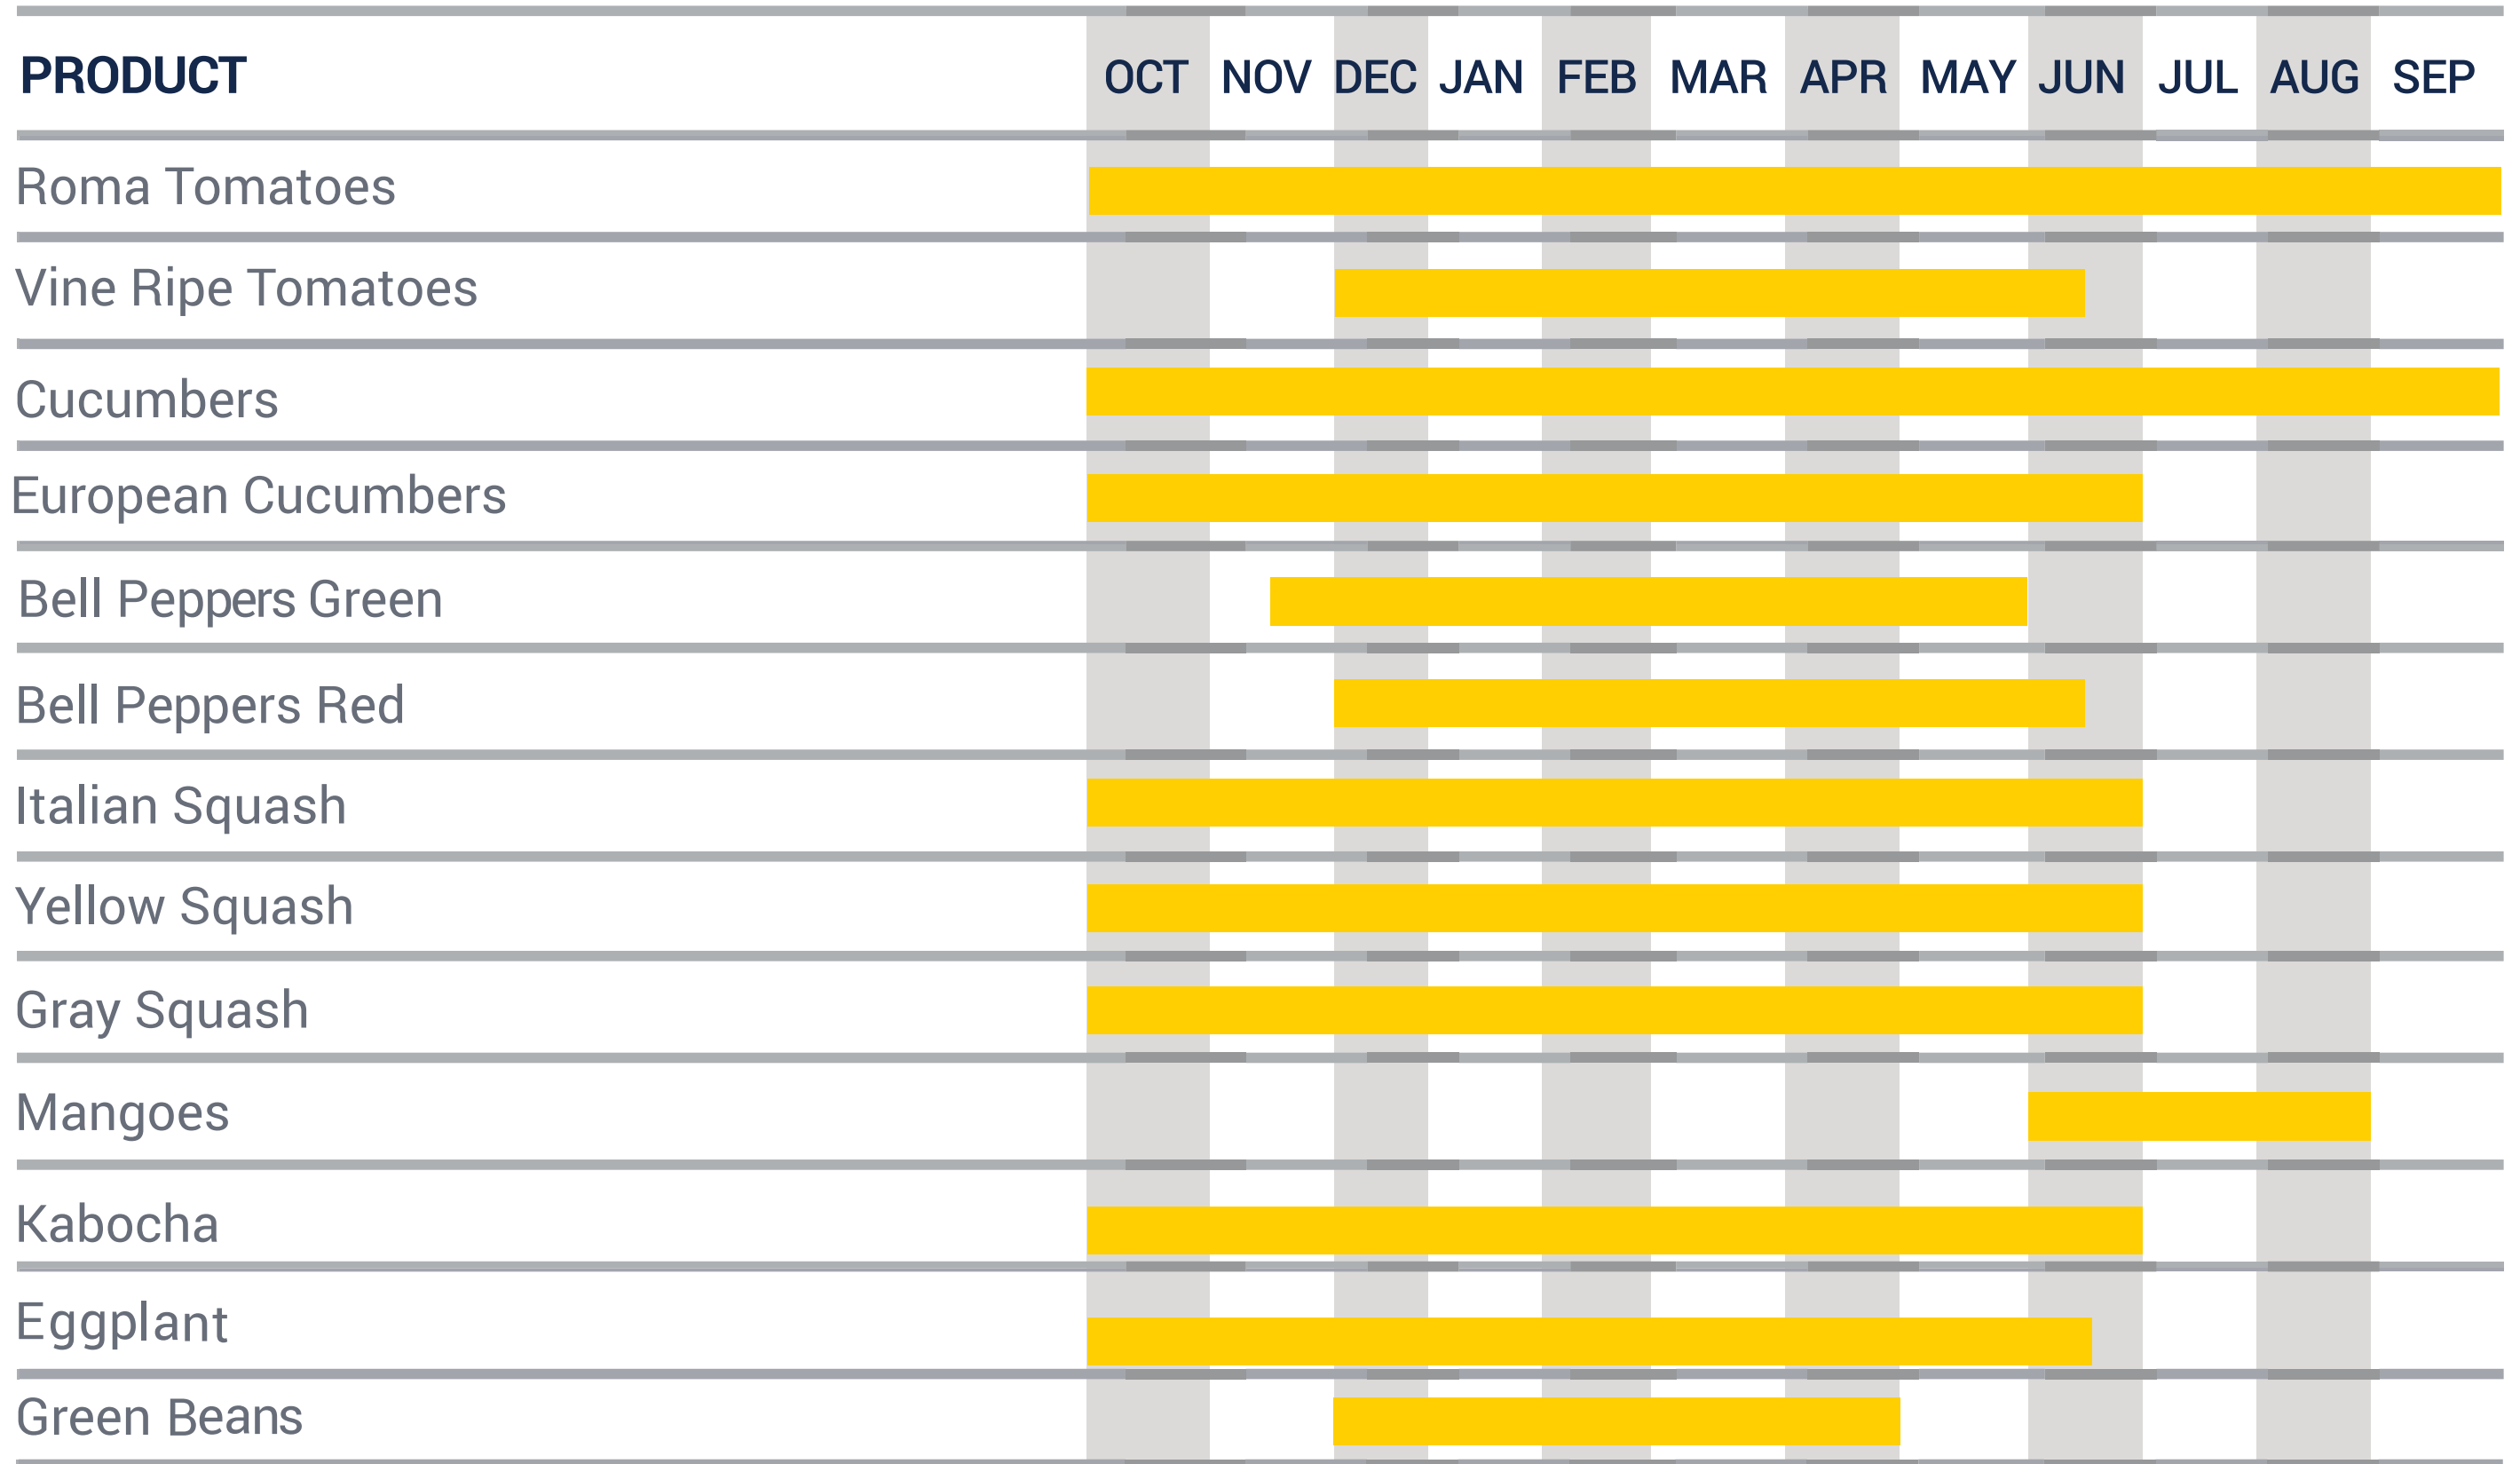 PRODUCT OCT NOV DEC JAN FEB MAR APR MAY JUN JUL AUG SEP
Roma Tomatoes
Vine Ripe Tomatoes
Cucumbers
European Cucumbers
Bell Peppers Green
Bell Peppers Red
Italian Squash
Yellow Squash
Gray Squash
Mangoes
Kabocha
Eggplant
Green Beans